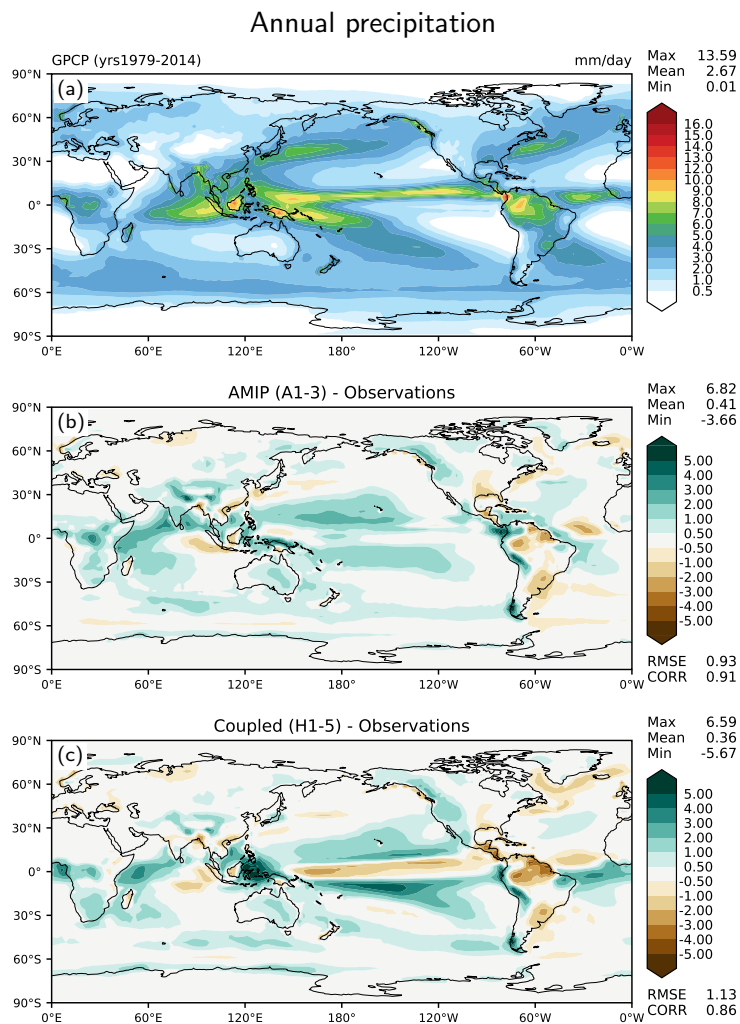 Annual precipitation
GPCP (yrs1979-2014) mm/day
Max 13.59
Mean 2.67
Min 0.01
(a)
90°N
60°N
30°N
0°
30°S
60°S
90°S
0°E 60°E 120°E 180° 120°W 60°W 0°W
16.0
15.0
14.0
13.0
12.0
11.0
10.0
9.0
8.0
7.0
6.0
5.0
4.0
3.0
2.0
1.0
0.5
AMIP (A1-3) - Observations
Max 6.82
Mean 0.41
Min -3.66
(b)
90°N
60°N
30°N
0°
30°S
60°S
90°S
0°E 60°E 120°E 180° 120°W 60°W 0°W
5.00
4.00
3.00
2.00
1.00
0.50
-0.50
-1.00
-2.00
-3.00
-4.00
-5.00
RMSE 0.93
CORR 0.91
Coupled (H1-5) - Observations
Max 6.59
Mean 0.36
Min -5.67
(c)
90°N
60°N
30°N
0°
30°S
60°S
90°S
0°E 60°E 120°E 180° 120°W 60°W 0°W
5.00
4.00
3.00
2.00
1.00
0.50
-0.50
-1.00
-2.00
-3.00
-4.00
-5.00
RMSE 1.13
CORR 0.86